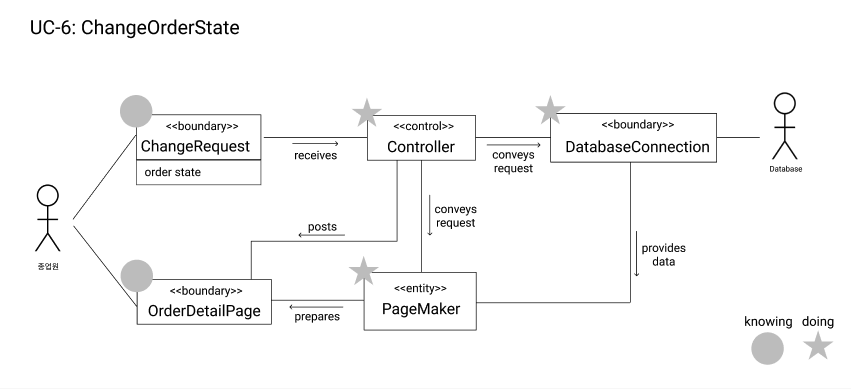 UC-6: ChangeOrderState
<<boundary>>
ChangeRequest
order state
receives
<<control>>
Controller
conveys
request
<<boundary>>
DatabaseConnection
Database
종업원
posts
conveys
request
provides
data
<<boundary>>
OrderDetailPage
prepares
<<entity>>
PageMaker
knowing
doing